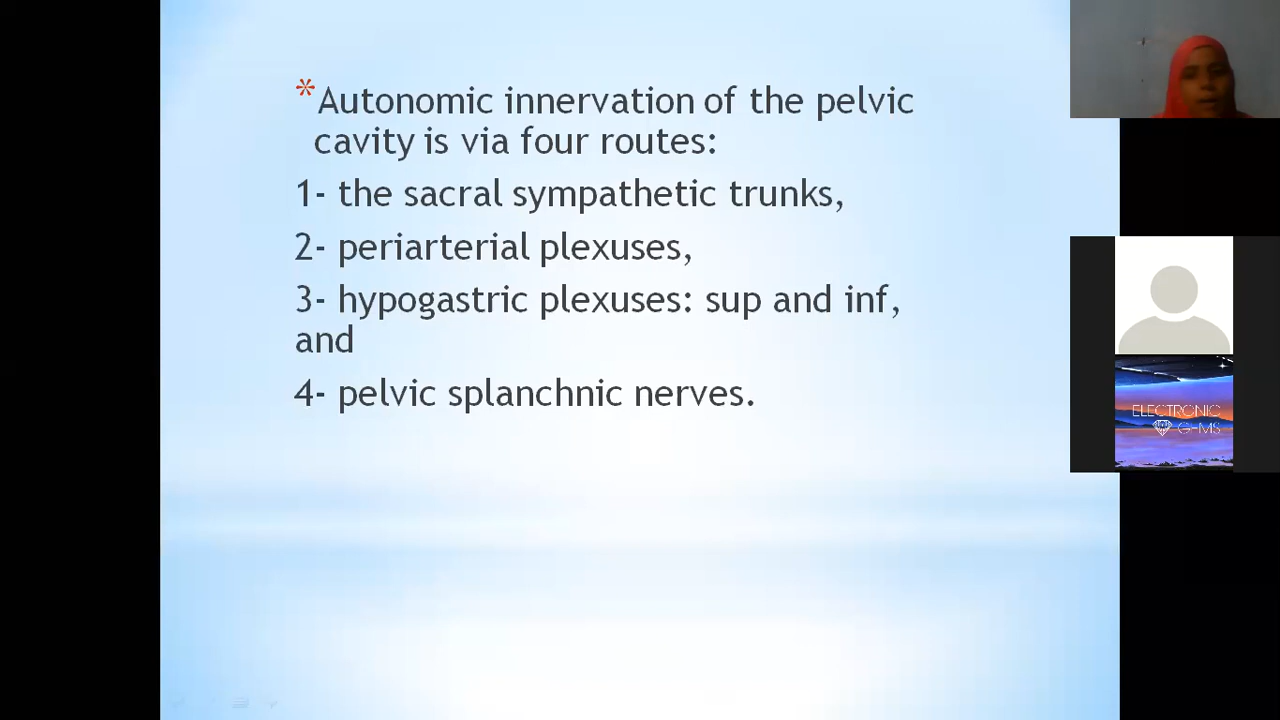 *Autonomic innervation of the pelvic
cavity is via four routes:
1- the sacral sympathetic trunks,
2- periarterial plexuses,
3- hypogastric plexuses: sup and inf,
and
4- pelvic splanchnic nerves.
ELECTRONIC
GEMS